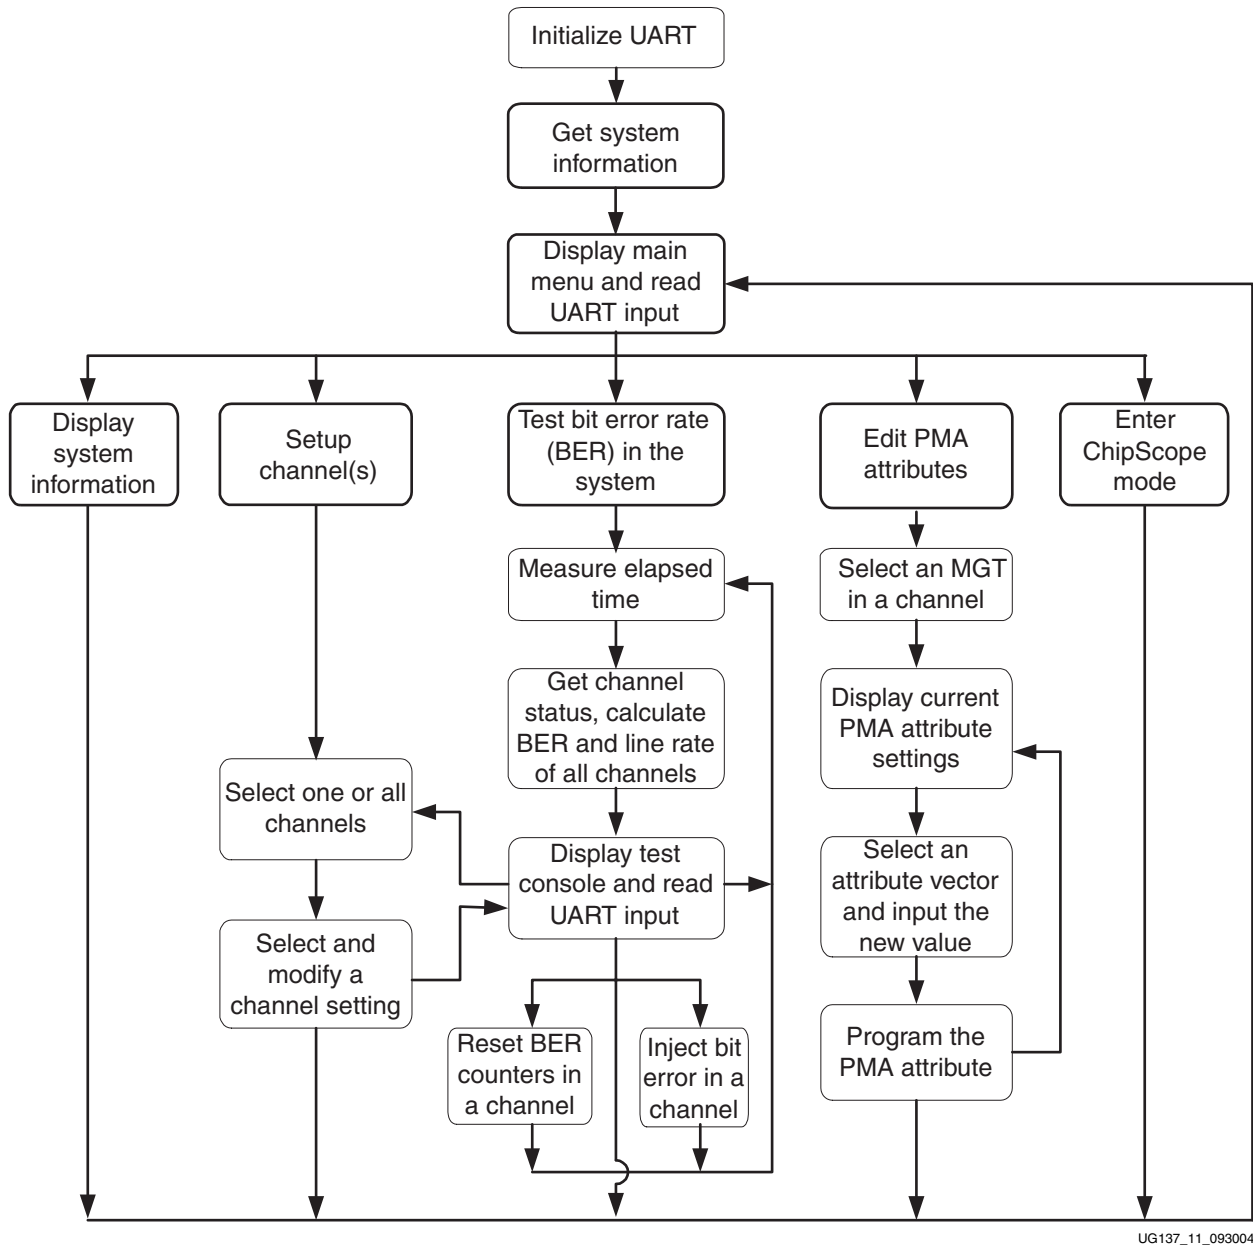 Initialize UART
Get system
information
Display main
menu and read
UART input
Display
system
information
Setup
channel(s)
Test bit error rate
(BER) in the
system
Edit PMA
attributes
Enter
ChipScope
mode
Measure elapsed
time
Select an MGT
in a channel
Get channel
status, calculate
BER and line rate
of all channels
Display current
PMA attribute
settings
Select one or all
channels
Display test
console and read
UART input
Select an
attribute vector
and input the
new value
Select and
modify a
channel setting
Reset BER
counters in
a channel
Inject bit
error in a
channel
Program the
PMA attribute
UG137_11_093004